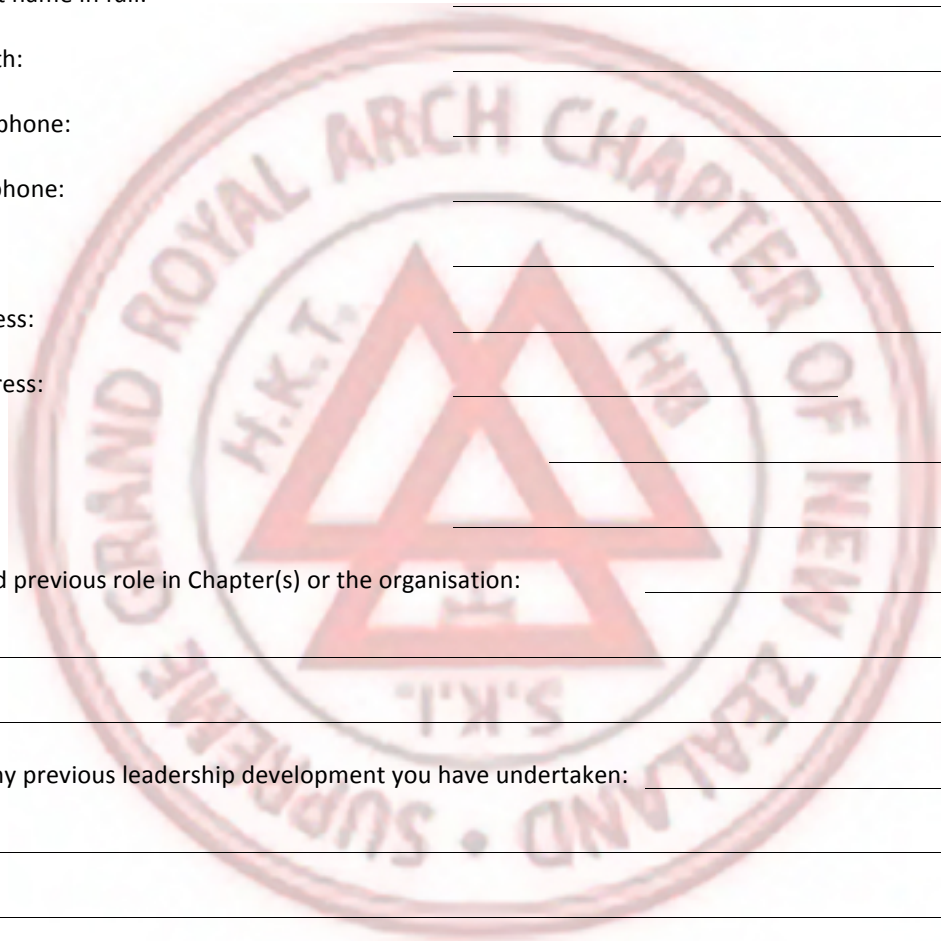 t name in full:
th:
phone:
phone:
ess:
ress:
d previous role in Chapter(s) or the organisation:
ny previous leadership development you have undertaken:
SUPREME GRAND ROYAL ARCH CHAPTER OF NEW ZEALAND •
H.K.T.
S.K.I.